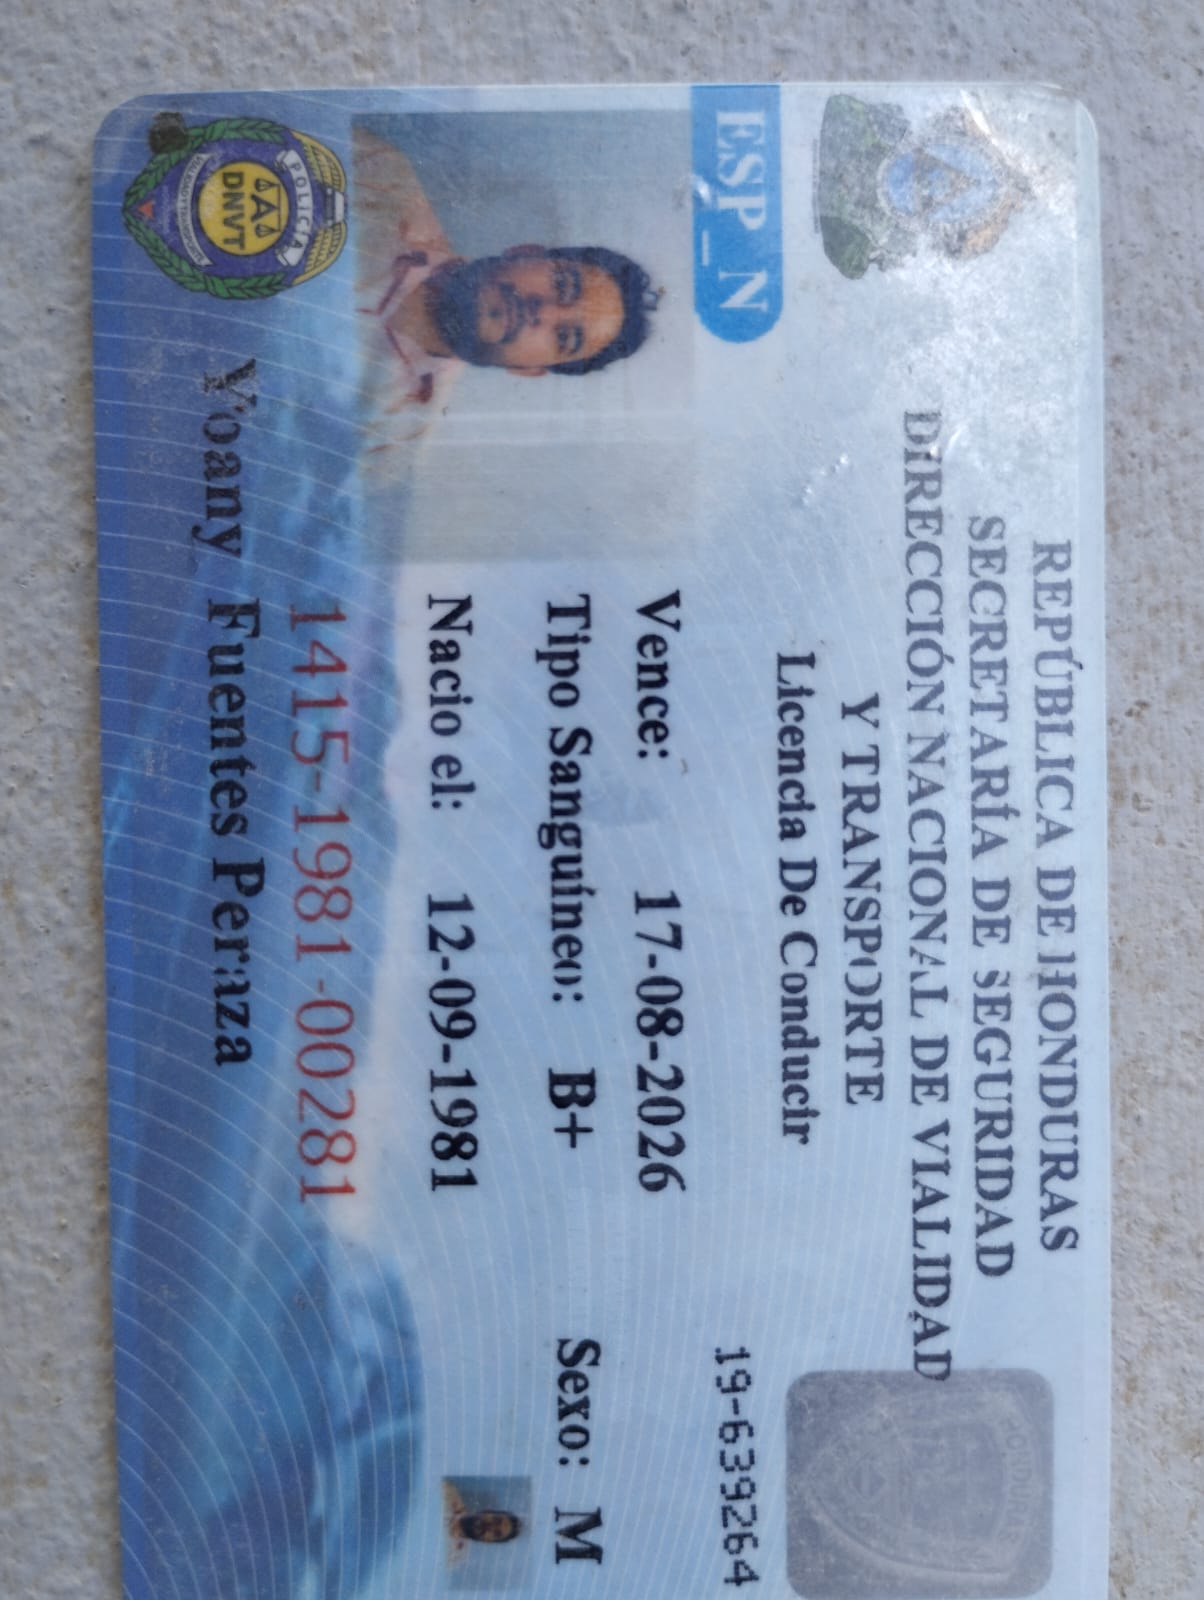 REPÚBLICA DE HONDURAS
SECRETARÍA DE SEGURIDAD
DIRECCIÓN NACIONAL DE VIALIDAD
Y TRANSPORTE
Licencia De Conducir
HONDURAS
ESP_N
19-639264
Vence: 17-08-2026
Tipo Sanguíneo: B+ Sexo: M
Nacio el: 12-09-1981
1415-1981-00281
Yoany Fuentes Peraza
POLICÍA
DNVT
VIALIDAD Y TRANSPORTE